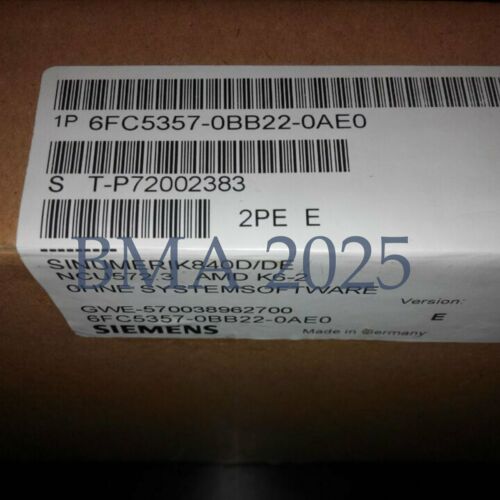 1P 6FC5357-0BB22-0AE0
S T-P72002383
2PE E
BMA 2025
SINUMERIK840D/DE
NCU 573/3, AMD K6-2
OHNE SYSTEMSOFTWARE
GWE-570038962700
Version:
6FC5357-0BB22-0AE0
E
SIEMENS
Made in Germany